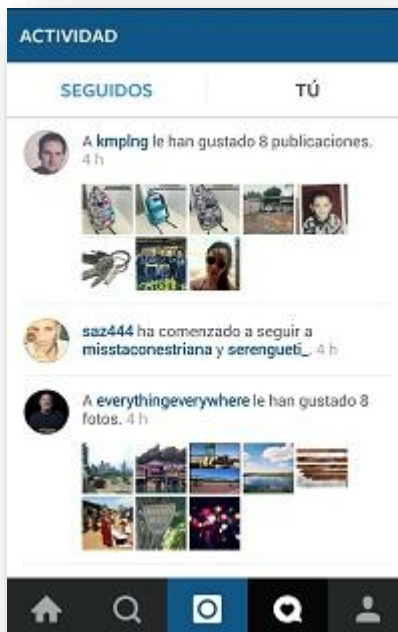 ACTIVIDAD
SEGUIDOS TÚ
A kmplng le han gustado 8 publicaciones.
4 h
saz444 ha comenzado a seguir a
misstaconestriana y serengueti_. 4 h
A everythingeverywhere le han gustado 8
fotos. 4 h